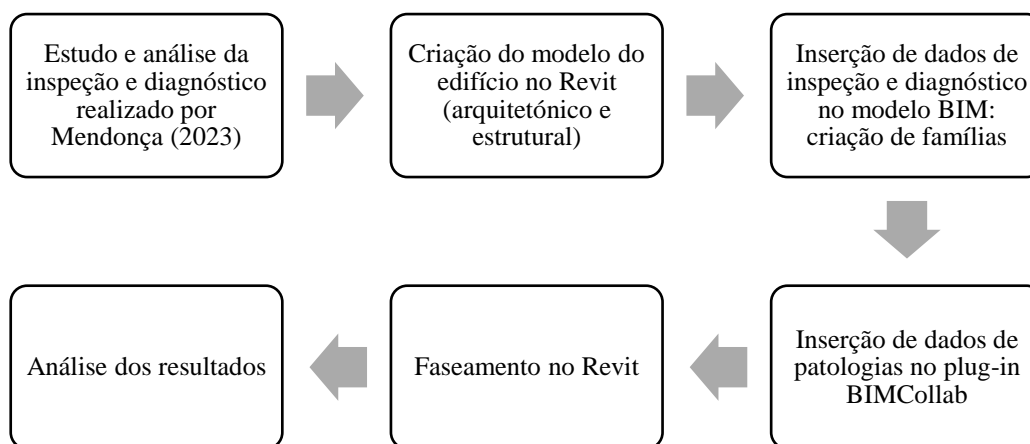 Estudo e análise da
inspeção e diagnóstico
realizado por
Mendonça (2023)
Criação do modelo do
edifício no Revit
(arquitetónico e
estrutural)
Inserção de dados de
inspeção e diagnóstico
no modelo BIM:
criação de famílias
Inserção de dados de
patologias no plug-in
BIMCollab
Faseamento no Revit
Análise dos resultados